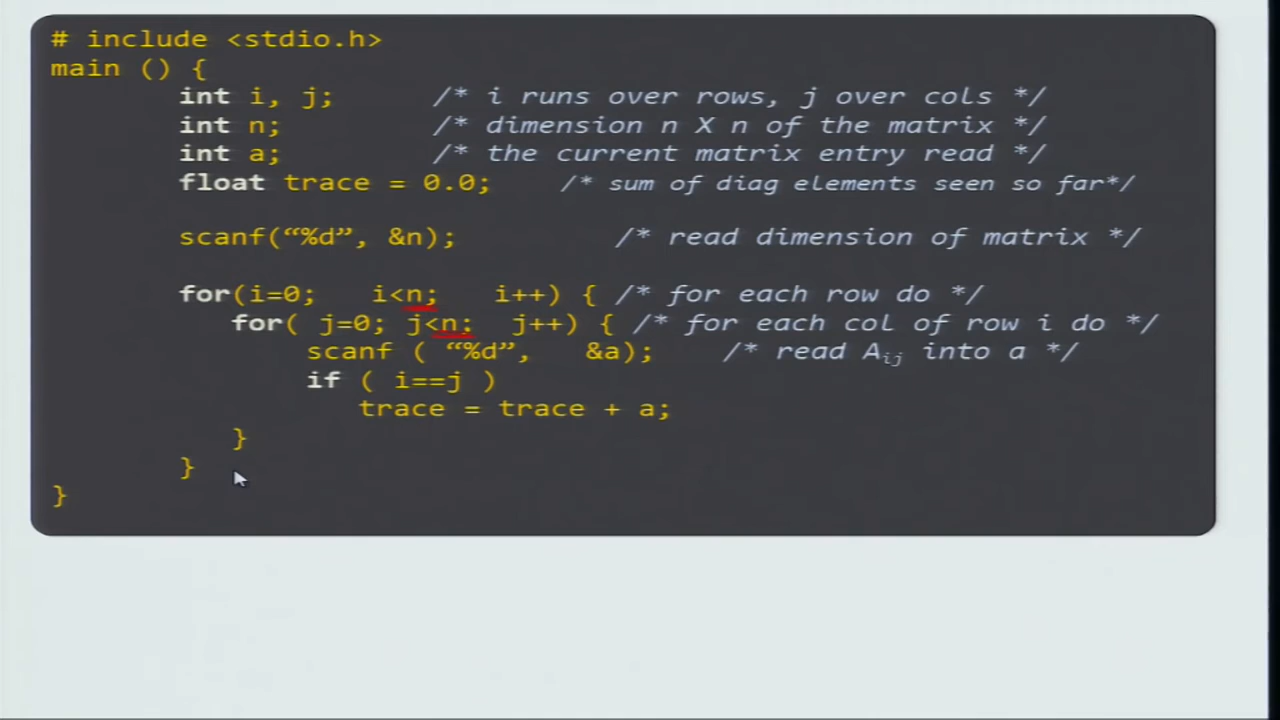 # include <stdio.h>
main () {
int i, j; /* i runs over rows, j over cols */
int n; /* dimension n X n of the matrix */
int a; /* the current matrix entry read */
float trace = 0.0; /* sum of diag elements seen so far*/
scanf(“%d”, &n); /* read dimension of matrix */
for(i=0; i<n; i++) { /* for each row do */
for( j=0; j<n; j++) { /* for each col of row i do */
scanf ( “%d”, &a); /* read Aij into a */
if ( i==j )
trace = trace + a;
}
}
}